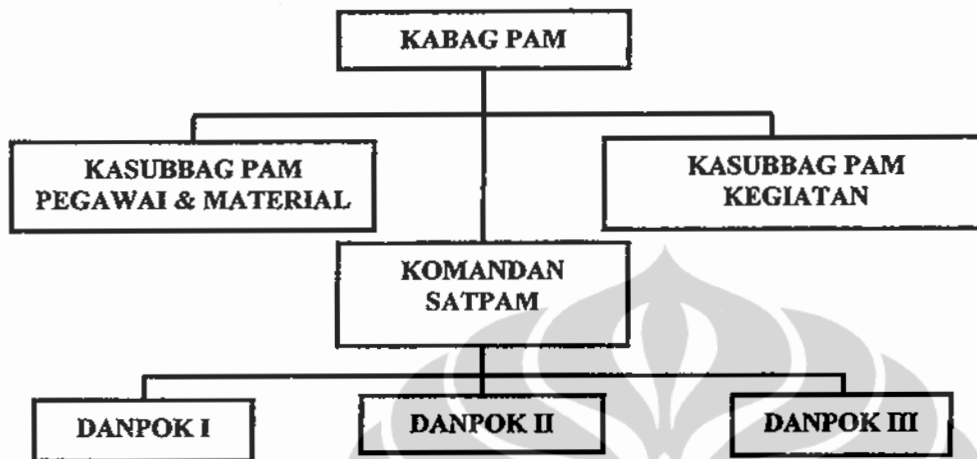 KABAG PAM
KASUBBAG PAM
PEGAWAI & MATERIAL
KASUBBAG PAM
KEGIATAN
KOMANDAN
SATPAM
DANPOK I
DANPOK II
DANPOK III